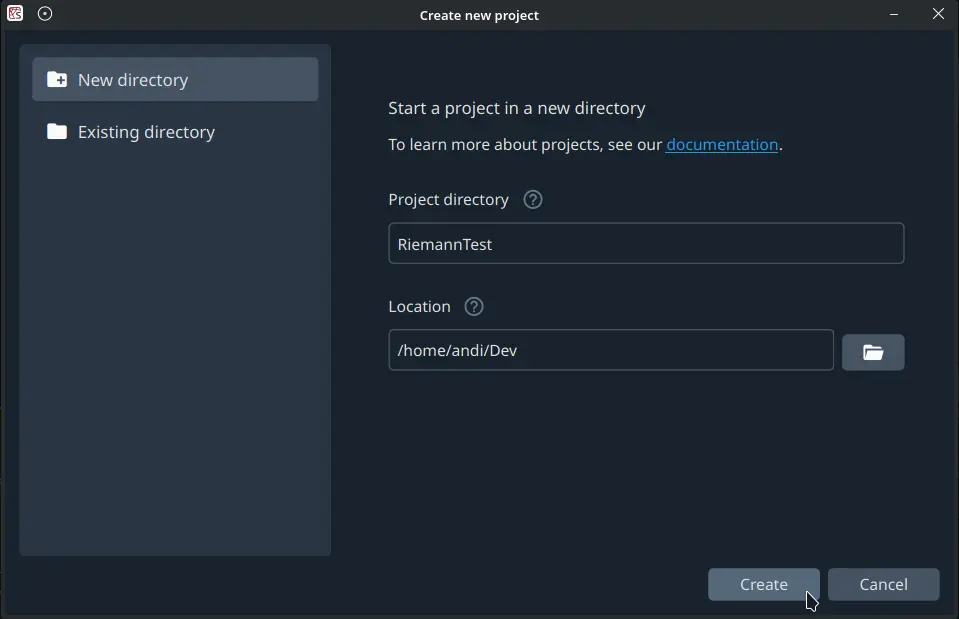 Create new project
New directory
Existing directory
Start a project in a new directory
To learn more about projects, see our documentation.
Project directory ?
RiemannTest
Location ?
/home/andi/Dev
Create Cancel